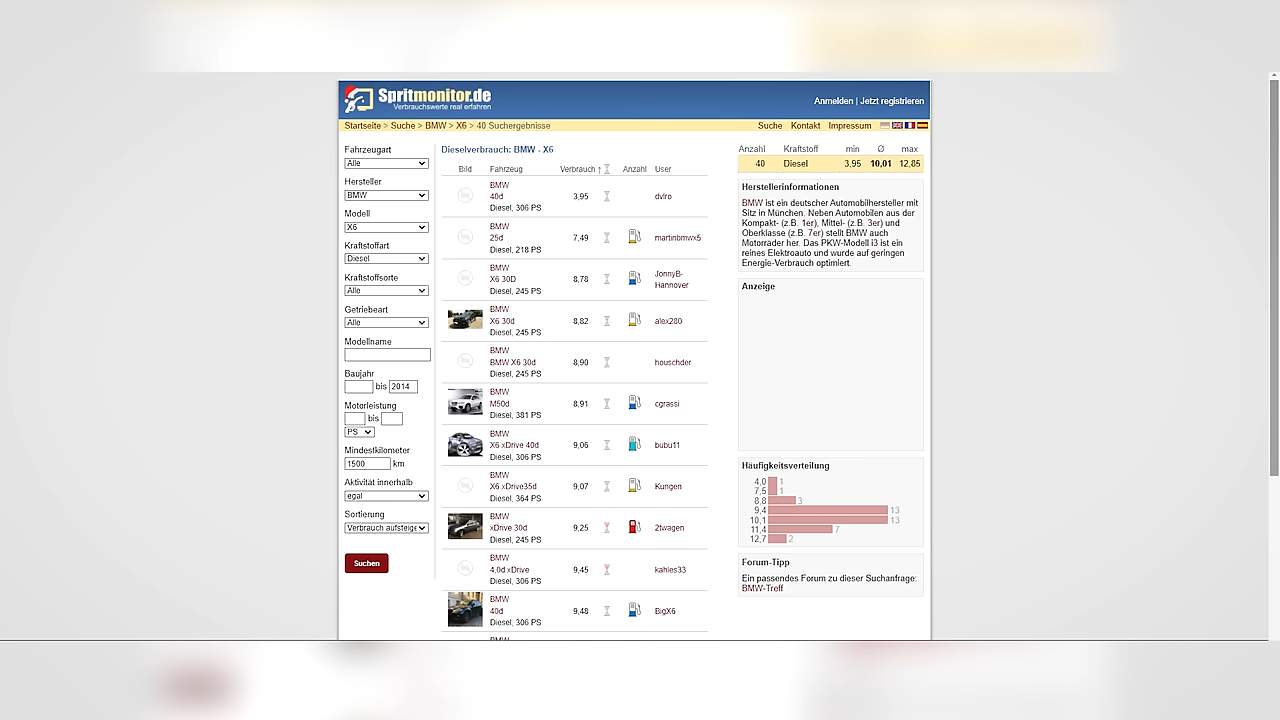 Spritmonitor.de
Verbrauchswerte real erfahren
Anmelden | Jetzt registrieren
Startseite > Suche > BMW > X6 > 40 Suchergebnisse
Suche Kontakt Impressum
Fahrzeugart
Alle
Hersteller
BMW
Modell
X6
Kraftstoffart
Diesel
Kraftstoffsorte
Alle
Getriebeart
Alle
Modellname
Baujahr
bis 2014
Motorleistung
bis
PS
Mindestkilometer
1500 km
Aktivität innerhalb
egal
Sortierung
Verbrauch aufsteige
Suchen
Dieselverbrauch: BMW - X6
Bild Fahrzeug Verbrauch ↑ Anzahl User
BMW
40d 3,95 dvlro
Diesel, 306 PS
BMW
25d 7,49 martinbmwx5
Diesel, 218 PS
BMW
X6 30D 8,78 JonnyB-
Hannover
Diesel, 245 PS
BMW
X6 30d 8,82 alex280
Diesel, 245 PS
BMW
BMW X6 30d 8,90 houschder
Diesel, 245 PS
BMW
M50d 8,91 cgrassi
Diesel, 381 PS
BMW
X6 xDrive 40d 9,06 bubu11
Diesel, 306 PS
BMW
X6 xDrive35d 9,07 Kungen
Diesel, 364 PS
BMW
xDrive 30d 9,25 2twagen
Diesel, 245 PS
BMW
4,0d xDrive 9,45 kahles33
Diesel, 306 PS
BMW
40d 9,48 BigX6
Diesel, 306 PS
BMW
Anzahl Kraftstoff min Ø max
40 Diesel 3,95 10,01 12,85
Herstellerinformationen
BMW ist ein deutscher Automobilhersteller mit
Sitz in München. Neben Automobilen aus der
Kompakt- (z.B. 1er), Mittel- (z.B. 3er) und
Oberklasse (z.B. 7er) stellt BMW auch
Motorräder her. Das PKW-Modell i3 ist ein
reines Elektroauto und wurde auf geringen
Energie-Verbrauch optimiert.
Anzeige
Häufigkeitsverteilung
4,0 1
7,5 1
8,8 3
9,4 13
10,1 13
11,4 7
12,7 2
Forum-Tipp
Ein passendes Forum zu dieser Suchanfrage:
BMW-Treff